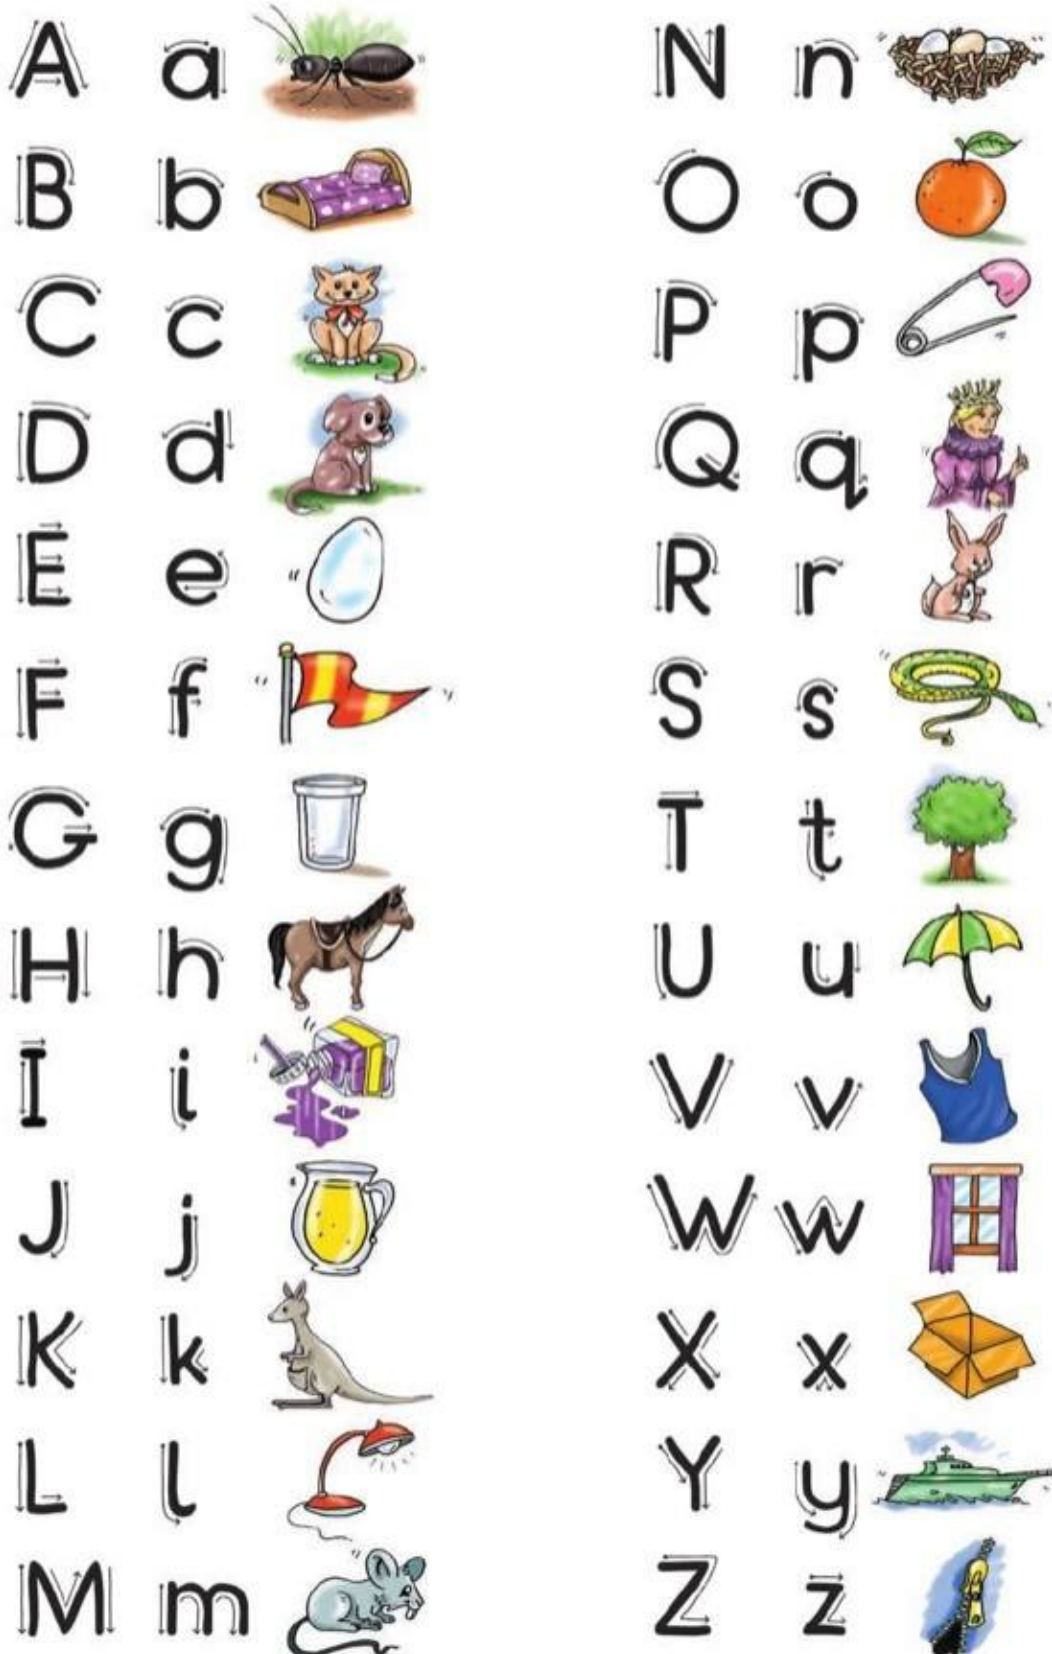 A a
B b
C c
D d
E e
F f
G g
H h
I i
J j
K k
L l
M m
N n
O o
P p
Q q
R r
S s
T t
U u
V v
W w
X x
Y y
Z z